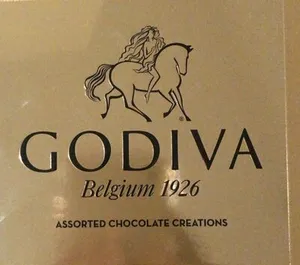 GODIVA
Belgium 1926
ASSORTED CHOCOLATE CREATIONS